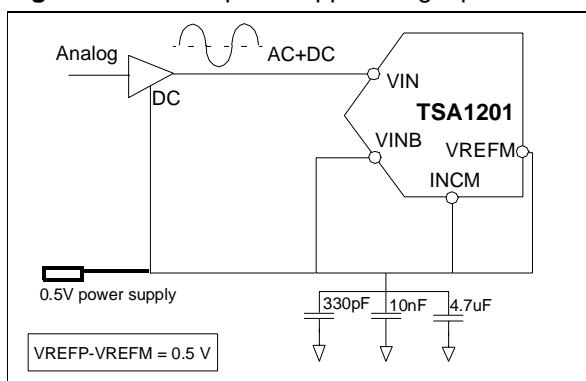 Analog
AC+DC
DC
VIN
TSA1201
VINB
VREFM
INCM
0.5V power supply
330pF 10nF 4.7uF
VREFP-VREFM = 0.5 V